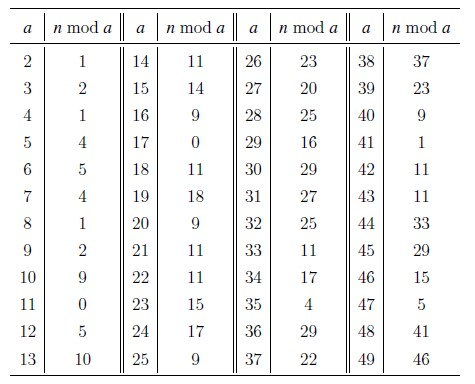 a n mod a a n mod a a n mod a a n mod a
2 1 14 11 26 23 38 37
3 2 15 14 27 20 39 23
4 1 16 9 28 25 40 9
5 4 17 0 29 16 41 1
6 5 18 11 30 29 42 11
7 4 19 18 31 27 43 11
8 1 20 9 32 25 44 33
9 2 21 11 33 11 45 29
10 9 22 11 34 17 46 15
11 0 23 15 35 4 47 5
12 5 24 17 36 29 48 41
13 10 25 9 37 22 49 46